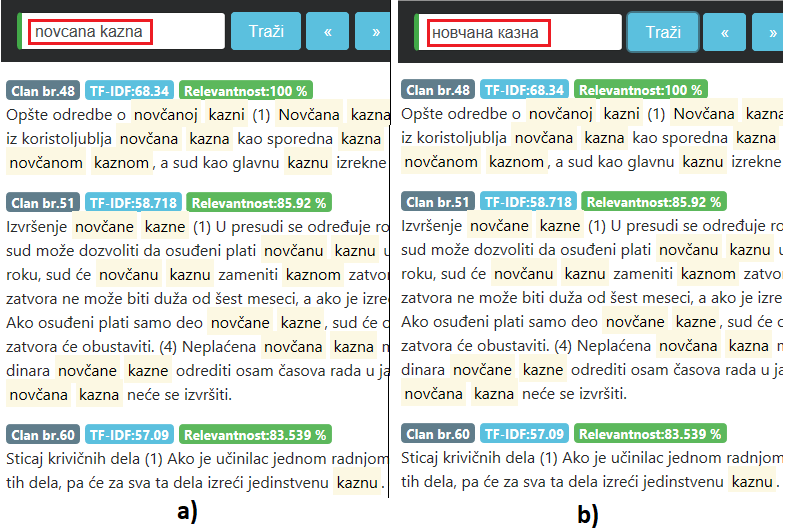 novcana kazna Traži « »
Clan br.48 TF-IDF:68.34 Relevantnost:100 %
Opšte odredbe o novčanoj kazni (1) Novčana kazna
iz koristoljublja novčana kazna kao sporedna kazna
novčanom kaznom, a sud kao glavnu kaznu izrekne
Clan br.51 TF-IDF:58.718 Relevantnost:85.92 %
Izvršenje novčane kazne (1) U presudi se određuje ro
sud može dozvoliti da osuđeni plati novčanu kaznu u
roku, sud će novčanu kaznu zameniti kaznom zatvo
zatvora ne može biti duža od šest meseci, a ako je izre
Ako osuđeni plati samo deo novčane kazne, sud će o
zatvora će obustaviti. (4) Neplaćena novčana kazna m
dinara novčane kazne odrediti osam časova rada u ja
novčana kazna neće se izvršiti.
Clan br.60 TF-IDF:57.09 Relevantnost:83.539 %
Sticaj krivičnih dela (1) Ako je učinilac jednom radnjom
tih dela, pa će za sva ta dela izreći jedinstvenu kaznu.
a)
новчана казна Traži « »
Clan br.48 TF-IDF:68.34 Relevantnost:100 %
Opšte odredbe o novčanoj kazni (1) Novčana kazna
iz koristoljublja novčana kazna kao sporedna kazna
novčanom kaznom, a sud kao glavnu kaznu izrekne
Clan br.51 TF-IDF:58.718 Relevantnost:85.92 %
Izvršenje novčane kazne (1) U presudi se određuje ro
sud može dozvoliti da osuđeni plati novčanu kaznu u
roku, sud će novčanu kaznu zameniti kaznom zatvo
zatvora ne može biti duža od šest meseci, a ako je izre
Ako osuđeni plati samo deo novčane kazne, sud će o
zatvora će obustaviti. (4) Neplaćena novčana kazna m
dinara novčane kazne odrediti osam časova rada u ja
novčana kazna neće se izvršiti.
Clan br.60 TF-IDF:57.09 Relevantnost:83.539 %
Sticaj krivičnih dela (1) Ako je učinilac jednom radnjom
tih dela, pa će za sva ta dela izreći jedinstvenu kaznu.
b)